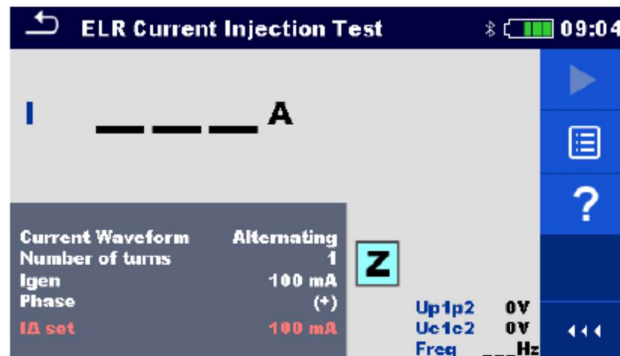 ELR Current Injection Test 09:04
I _ _ _ A
?
Current Waveform Alternating
Number of turns 1
Igen 100 mA
Phase (+)
IΔ set 100 mA
Z
Up1p2 0V
Uc1c2 0V
Freq ___Hz